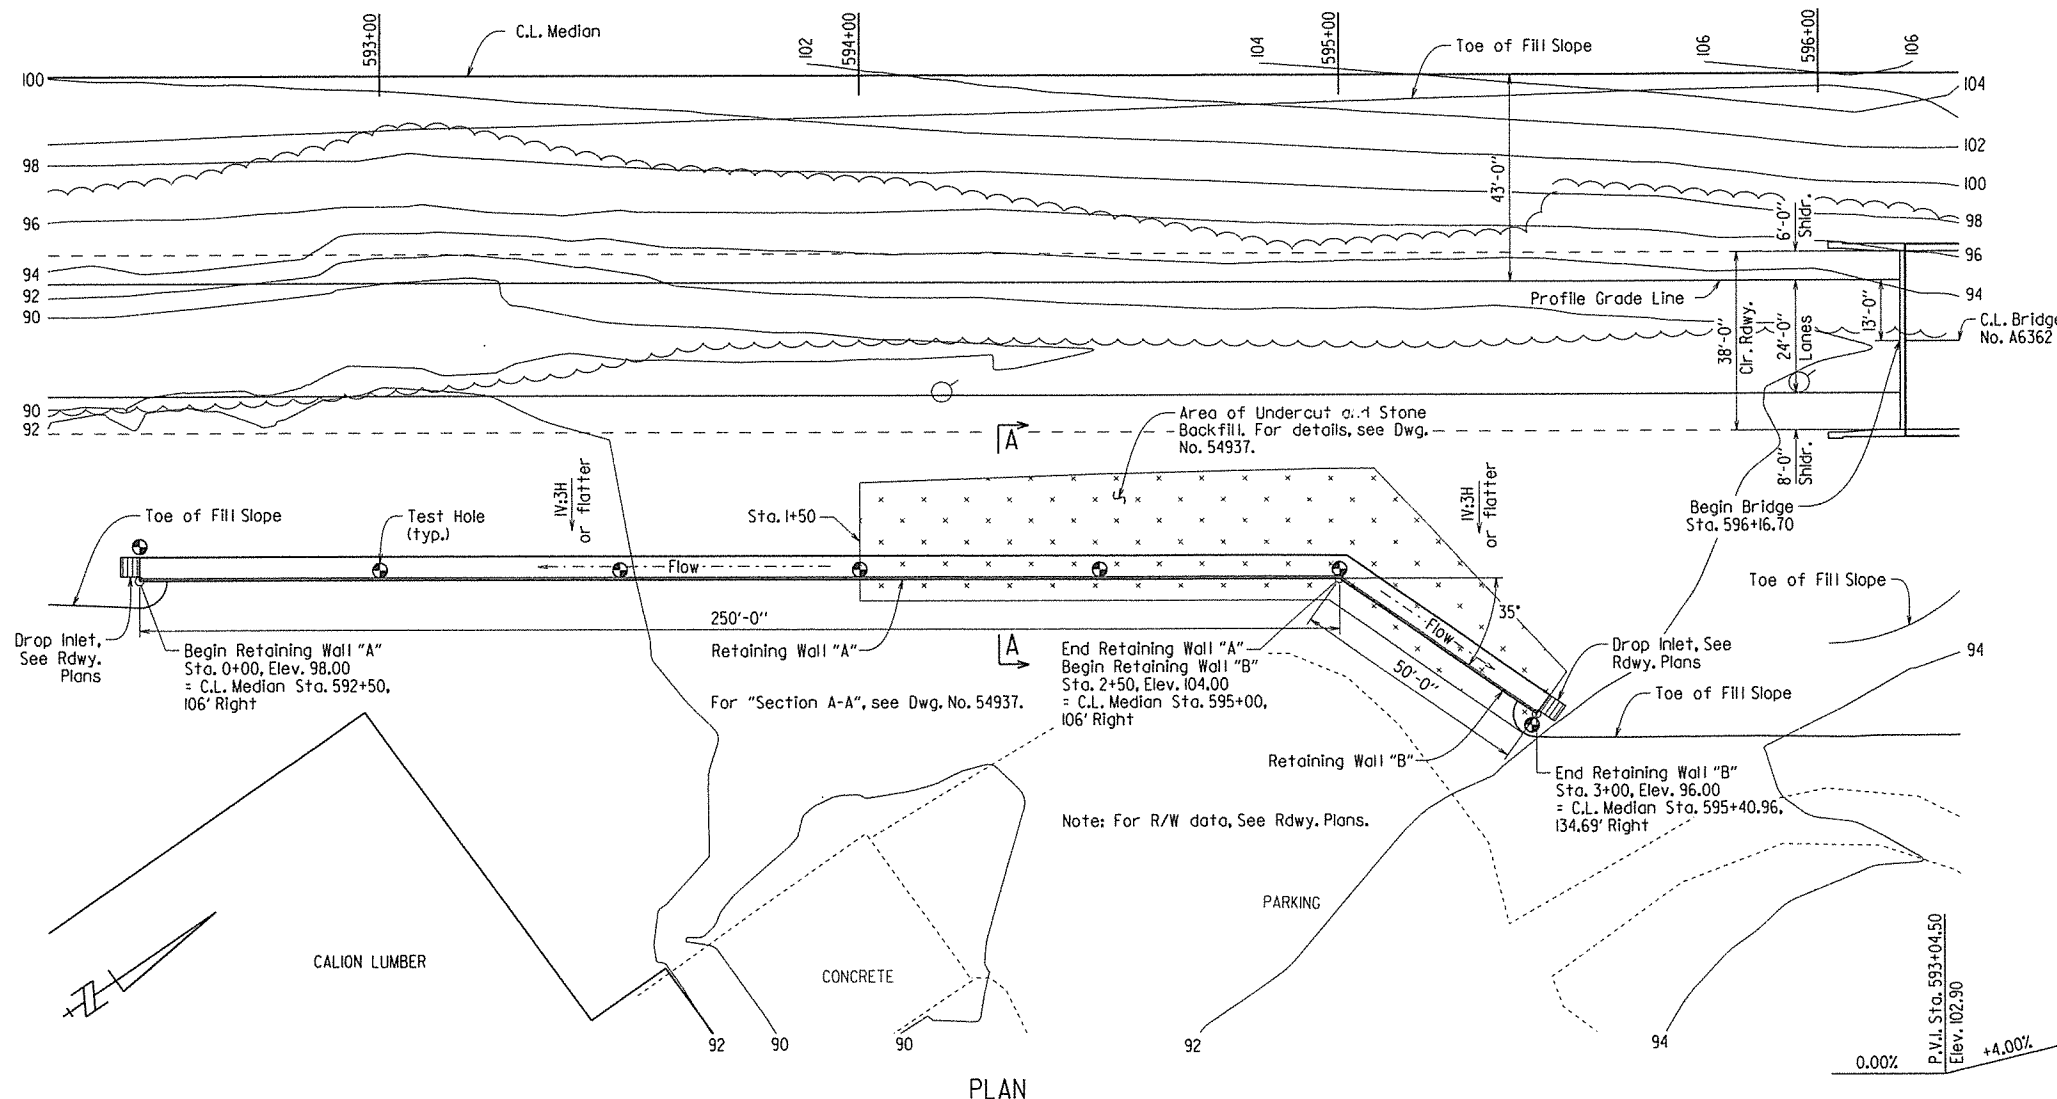 593+00
C.L. Median
102
594+00
104
595+00
Toe of Fill Slope
106
596+00
106
100
104
98
102
43'-0"
100
96
6'-0"
Shldr.
98
96
94
92
90
Profile Grade Line
94
38'-0"
Clr. Rdwy.
24'-0"
Lanes
13'-0"
C.L. Bridge
No. A6362
90
92
A
Area of Undercut and Stone
Backfill. For details, see Dwg.
No. 54937.
8'-0"
Shldr.
1V:3H
or flatter
1V:3H
or flatter
Begin Bridge
Sta. 596+16.70
Toe of Fill Slope
Test Hole
(typ.)
Sta. 1+50
Flow
Toe of Fill Slope
250'-0"
35°
Flow
Drop Inlet,
See Rdwy.
Plans
Begin Retaining Wall "A"
Sta. 0+00, Elev. 98.00
= C.L. Median Sta. 592+50,
106' Right
Retaining Wall "A"
A
End Retaining Wall "A"
Begin Retaining Wall "B"
Sta. 2+50, Elev. 104.00
= C.L. Median Sta. 595+00,
106' Right
50'-0"
Drop Inlet, See
Rdwy. Plans
94
Toe of Fill Slope
For "Section A-A", see Dwg. No. 54937.
Retaining Wall "B"
End Retaining Wall "B"
Sta. 3+00, Elev. 96.00
= C.L. Median Sta. 595+40.96,
134.69' Right
Note: For R/W data, See Rdwy. Plans.
PARKING
CALION LUMBER
CONCRETE
92
90
90
92
94
P.V.I. Sta. 593+04.50
Elev. 102.90
0.00%
+4.00%
PLAN